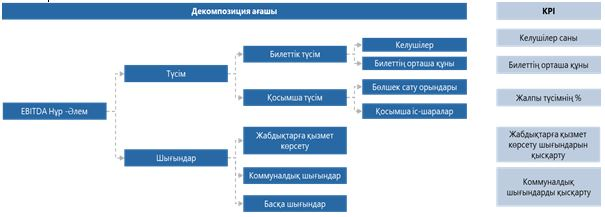 Декомпозиция ағашы
KPI
Келушілер
Билеттік түсім
Билеттің орташа құны
Түсім
Бөлшек сату орындары
Қосымша түсім
Қосымша іс-шаралар
EBITDA Нұр -Әлем
Жабдықтарға қызмет
көрсету
Шығындар
Коммуналдық шығындар
Басқа шығындар
Келушілер саны
Билеттің орташа құны
Жалпы түсімнің %
Жабдықтарға қызмет
көрсету шығындарын
қысқарту
Коммуналдық
шығындарды қысқарту